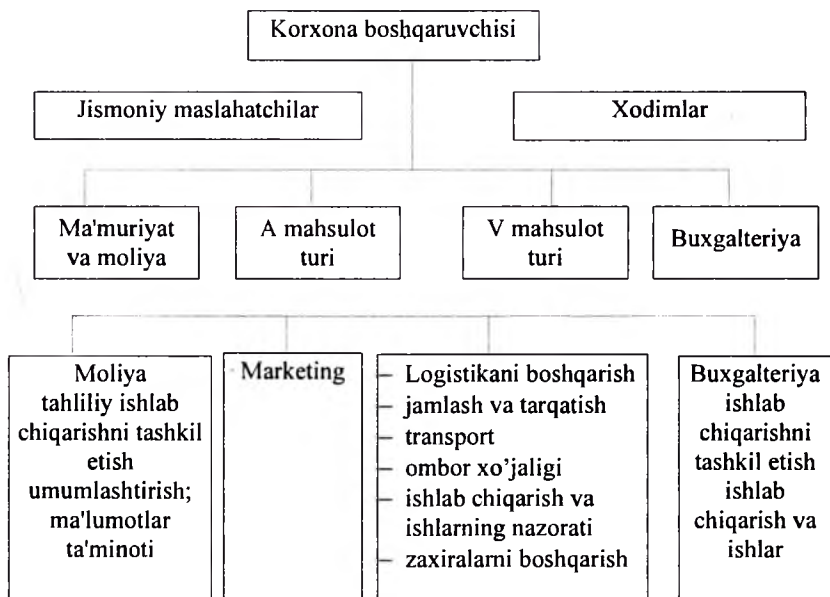 Korxona boshqaruvchisi
Jismoniy maslahatchilar
Xodimlar
Ma'muriyat
va moliya
A mahsulot
turi
V mahsulot
turi
Buxgalteriya
Moliya
tahliliy ishlab
chiqarishni tashkil
etish
umumlashtirish;
ma'lumotlar
ta'minoti
Marketing
– Logistikani boshqarish
– jamlash va tarqatish
– transport
– ombor xo’jaligi
– ishlab chiqarish va
ishlarning nazorati
– zaxiralarni boshqarish
Buxgalteriya
ishlab
chiqarishni
tashkil etish
ishlab
chiqarish va
ishlar